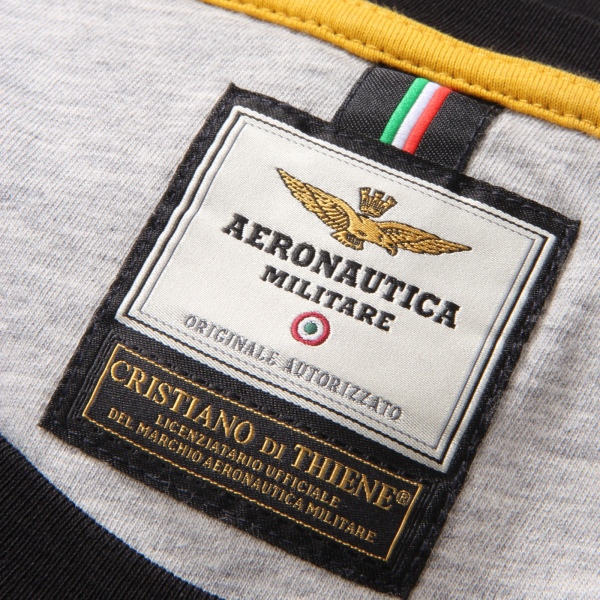 AERONAUTICA
MILITARE
ORIGINALE AUTORIZZATO
CRISTIANO DI THIENE®
LICENZIATARIO UFFICIALE
DEL MARCHIO AERONAUTICA MILITARE